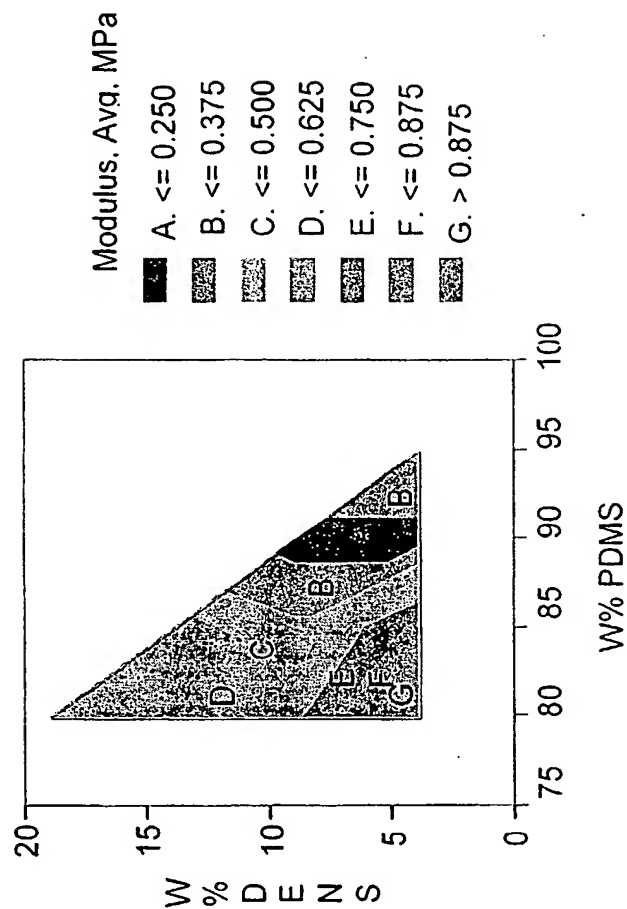 Modulus, Avg, MPa
A. <= 0.250
B. <= 0.375
C. <= 0.500
D. <= 0.625
E. <= 0.750
F. <= 0.875
G. > 0.875
20
15
10
5
0
W
%
D
E
N
S
D
C
B
E
F
G
B
75
80
85
90
95
100
W% PDMS